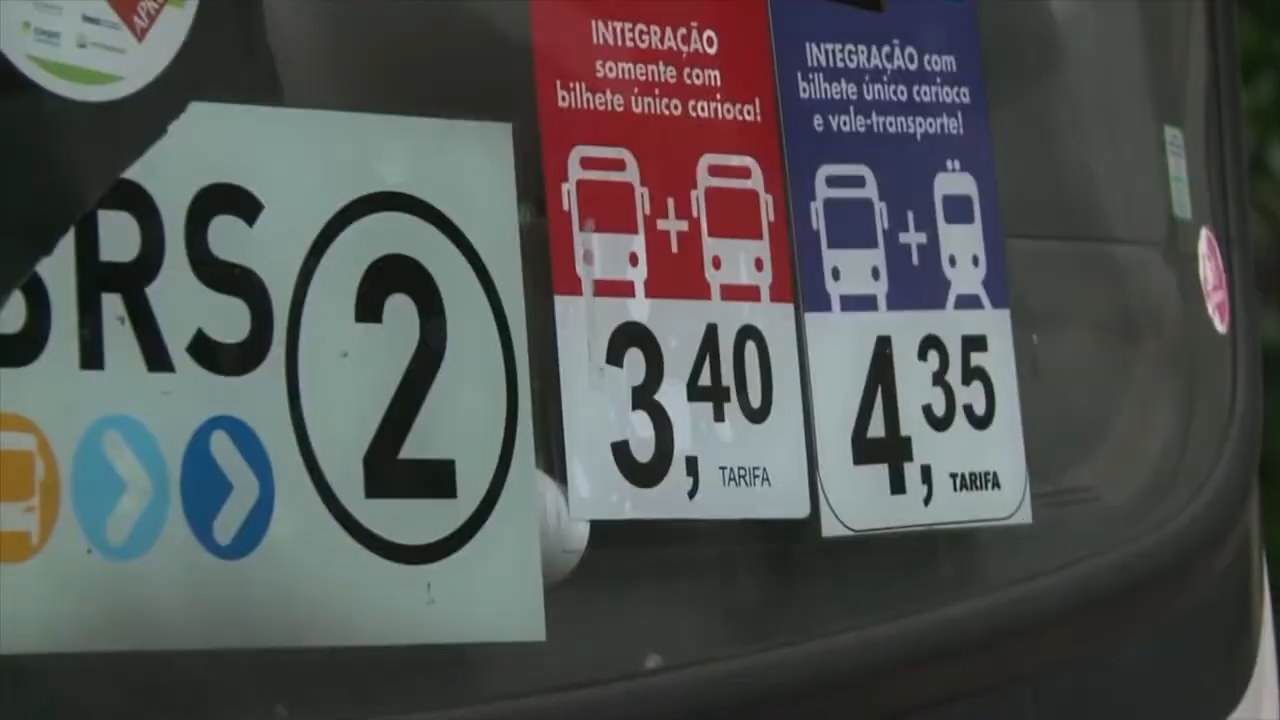 BRS 2
INTEGRAÇÃO
somente com
bilhete único carioca!
3,40
TARIFA
INTEGRAÇÃO com
bilhete único carioca
e vale-transporte!
4,35
TARIFA